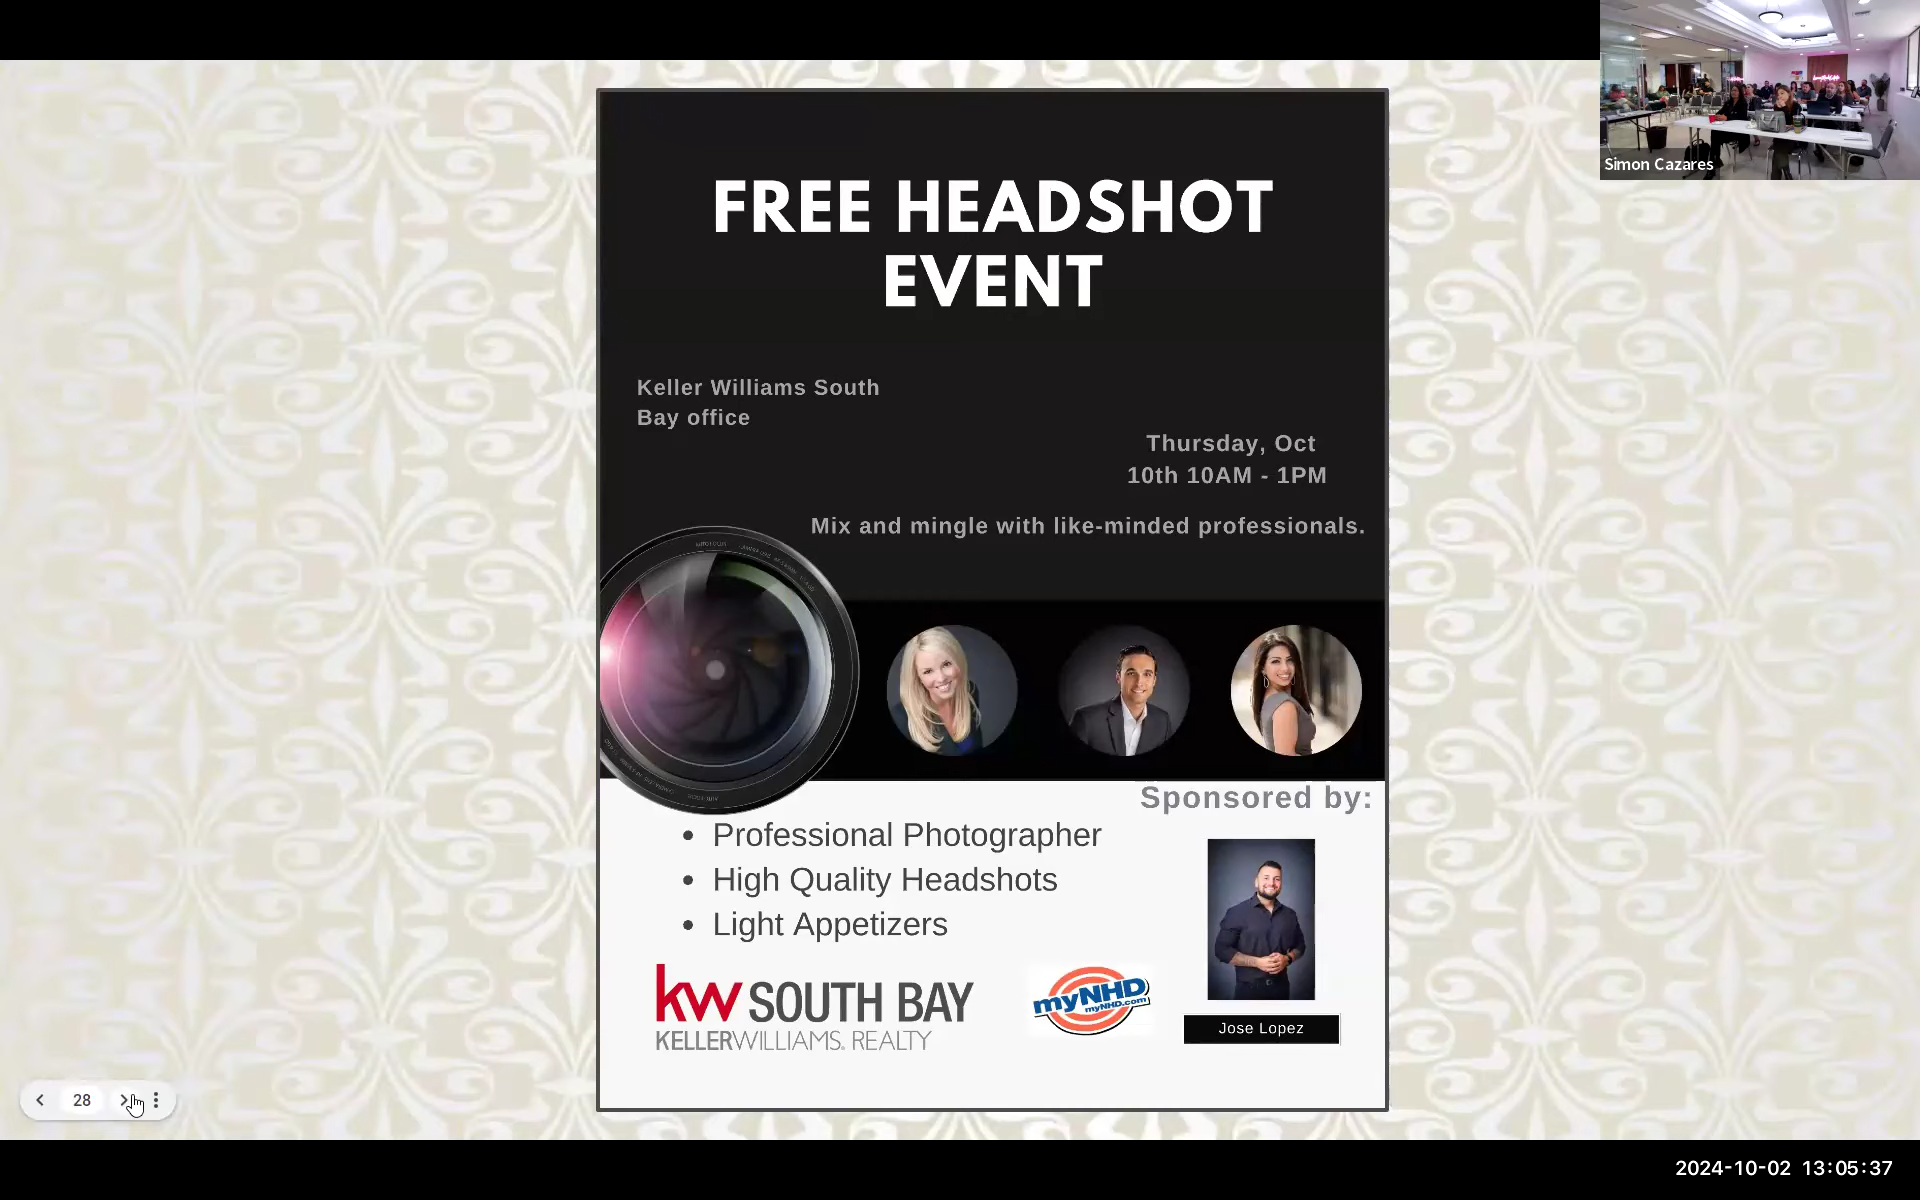 Simon Cazares
FREE HEADSHOT
EVENT
Keller Williams South
Bay office
Thursday, Oct
10th 10AM - 1PM
Mix and mingle with like-minded professionals.
Sponsored by:
• Professional Photographer
• High Quality Headshots
• Light Appetizers
kw SOUTH BAY
KELLERWILLIAMS. REALTY
myNHD
myNHD.com
Jose Lopez
28
2024-10-02 13:05:37